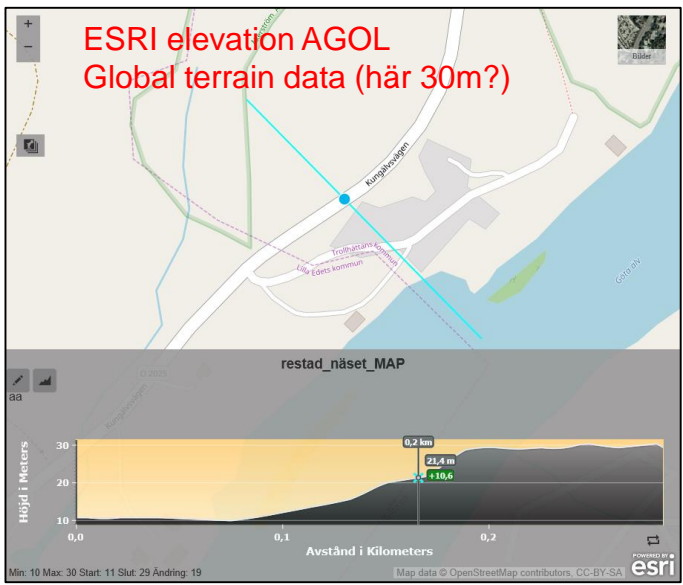 +
−
ESRI elevation AGOL
Global terrain data (här 30m?)
Bilder
Kungälvsvägen
Trollhättans kommun
Lilla Edets kommun
Göta älv
restad_näset_MAP
aa
Kungälvsvägen
Höjd i Meters
30
20
10
0,2 km
21,4 m
+10,6
0,0
0,1
0,2
Avstånd i Kilometers
Min: 10 Max: 30 Start: 11 Slut: 29 Ändring: 19
Map data © OpenStreetMap contributors, CC-BY-SA
POWERED BY
esri